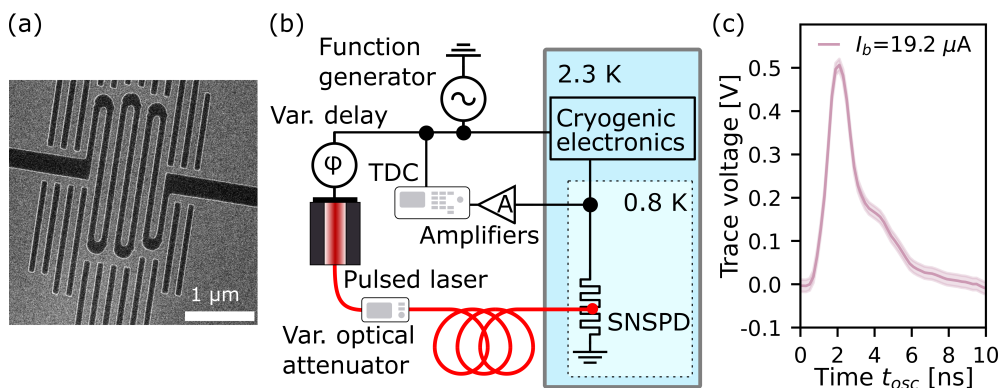 (a)
1 µm
(b)
Function
generator
Var. delay
φ
TDC
A
Amplifiers
Pulsed laser
Var. optical
attenuator
2.3 K
Cryogenic
electronics
0.8 K
SNSPD
(c)
I_b=19.2 µA
Trace voltage [V]
0.5
0.4
0.3
0.2
0.1
0.0
-0.1
0 2 4 6 8 10
Time t_osc [ns]